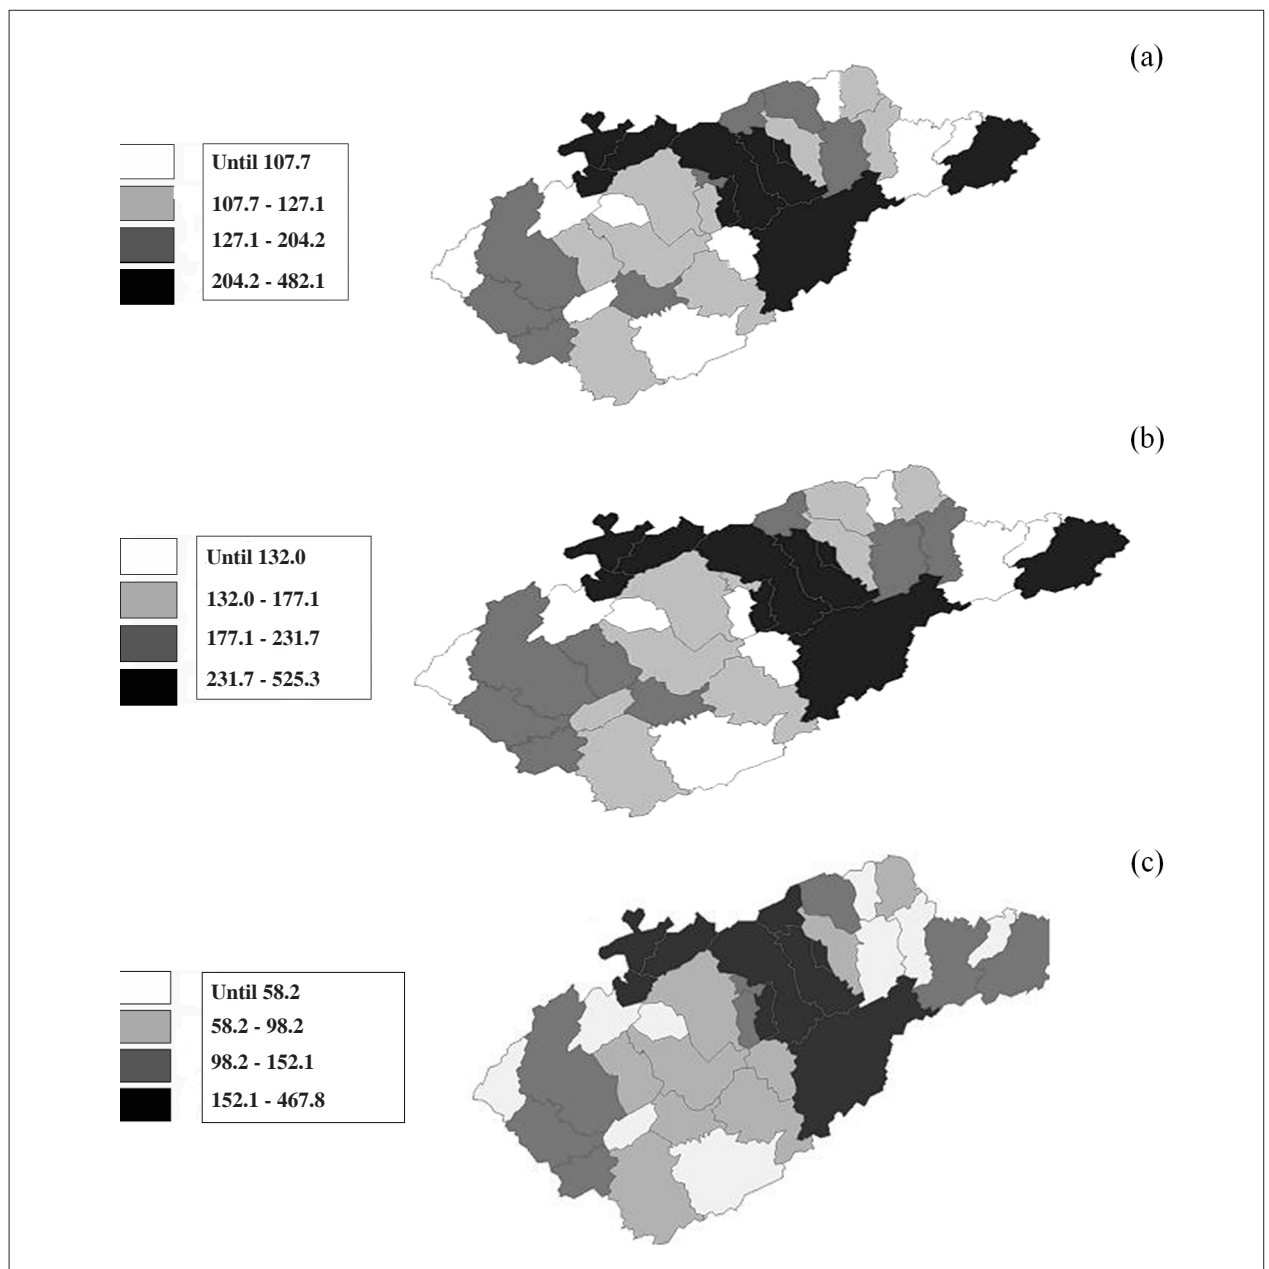 (a)
Until 107.7
107.7 - 127.1
127.1 - 204.2
204.2 - 482.1
(b)
Until 132.0
132.0 - 177.1
177.1 - 231.7
231.7 - 525.3
(c)
Until 58.2
58.2 - 98.2
98.2 - 152.1
152.1 - 467.8